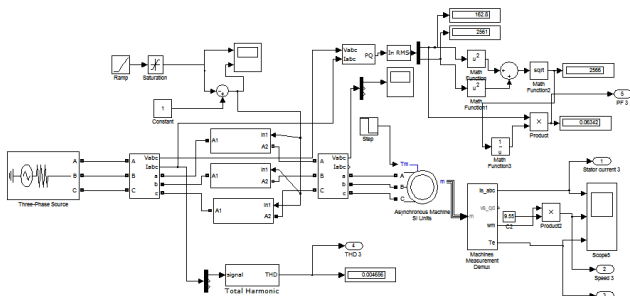 162.8
2561
Vabc
Iabc
PQ
In RMS
u²
Math
Function
u²
Math
Function1
sqrt
Math
Function2
2566
Ramp
Saturation
1
Constant
5
PF 3
×
Product
0.06342
1
u
Math
Function3
Step
In1
A1
A2
In1
A1
A2
In1
A1
A2
Three-Phase Source
A
B
C
A
B
C
Vabc
Iabc
a
b
c
A
B
C
Vabc
Iabc
a
b
c
Tm
A
B
C
m
Asynchronous Machine
SI Units
m
is_abc
vs_qd
wm
Te
Machines
Measurement
Demux
9.55
C2
×
Product2
1
Stator current 3
Scope5
2
Speed 3
3
4
THD 3
signal
THD
Total Harmonic
0.004666